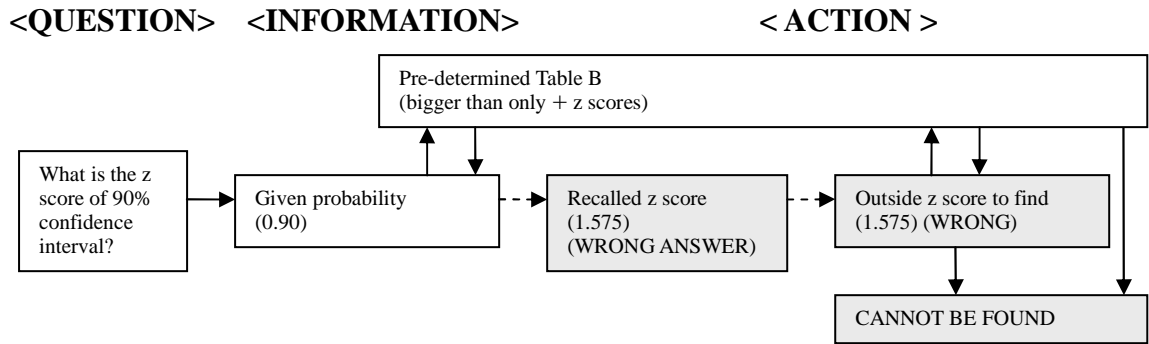 <QUESTION> <INFORMATION> < ACTION >
Pre-determined Table B
(bigger than only + z scores)
What is the z
score of 90%
confidence
interval?
Given probability
(0.90)
Recalled z score
(1.575)
(WRONG ANSWER)
Outside z score to find
(1.575) (WRONG)
CANNOT BE FOUND